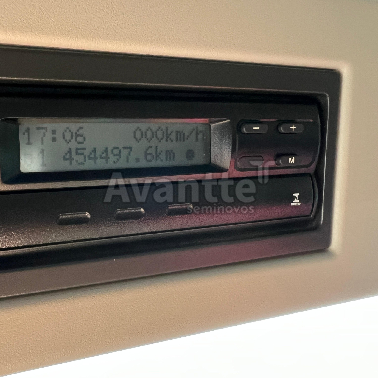 17:06 000km/h
1 454497.6km
- +
M
Avantte
seminovos